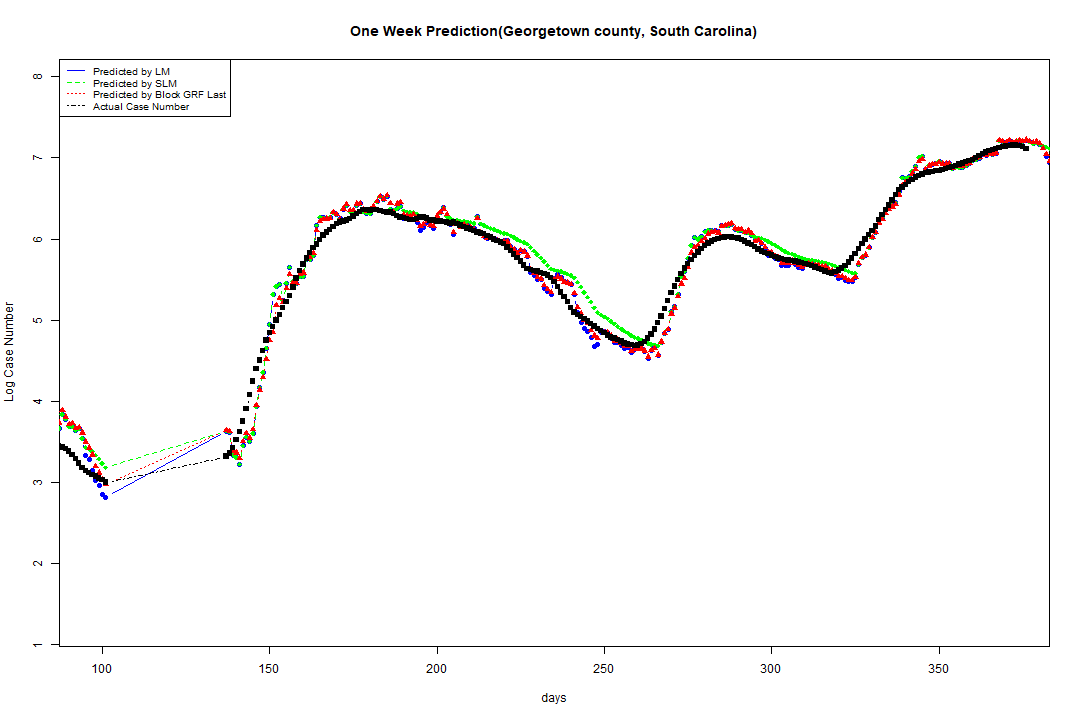 One Week Prediction(Georgetown county, South Carolina)
Predicted by LM
Predicted by SLM
Predicted by Block GRF Last
Actual Case Number
8
7
6
5
4
3
2
1
Log Case Number
100 150 200 250 300 350
days